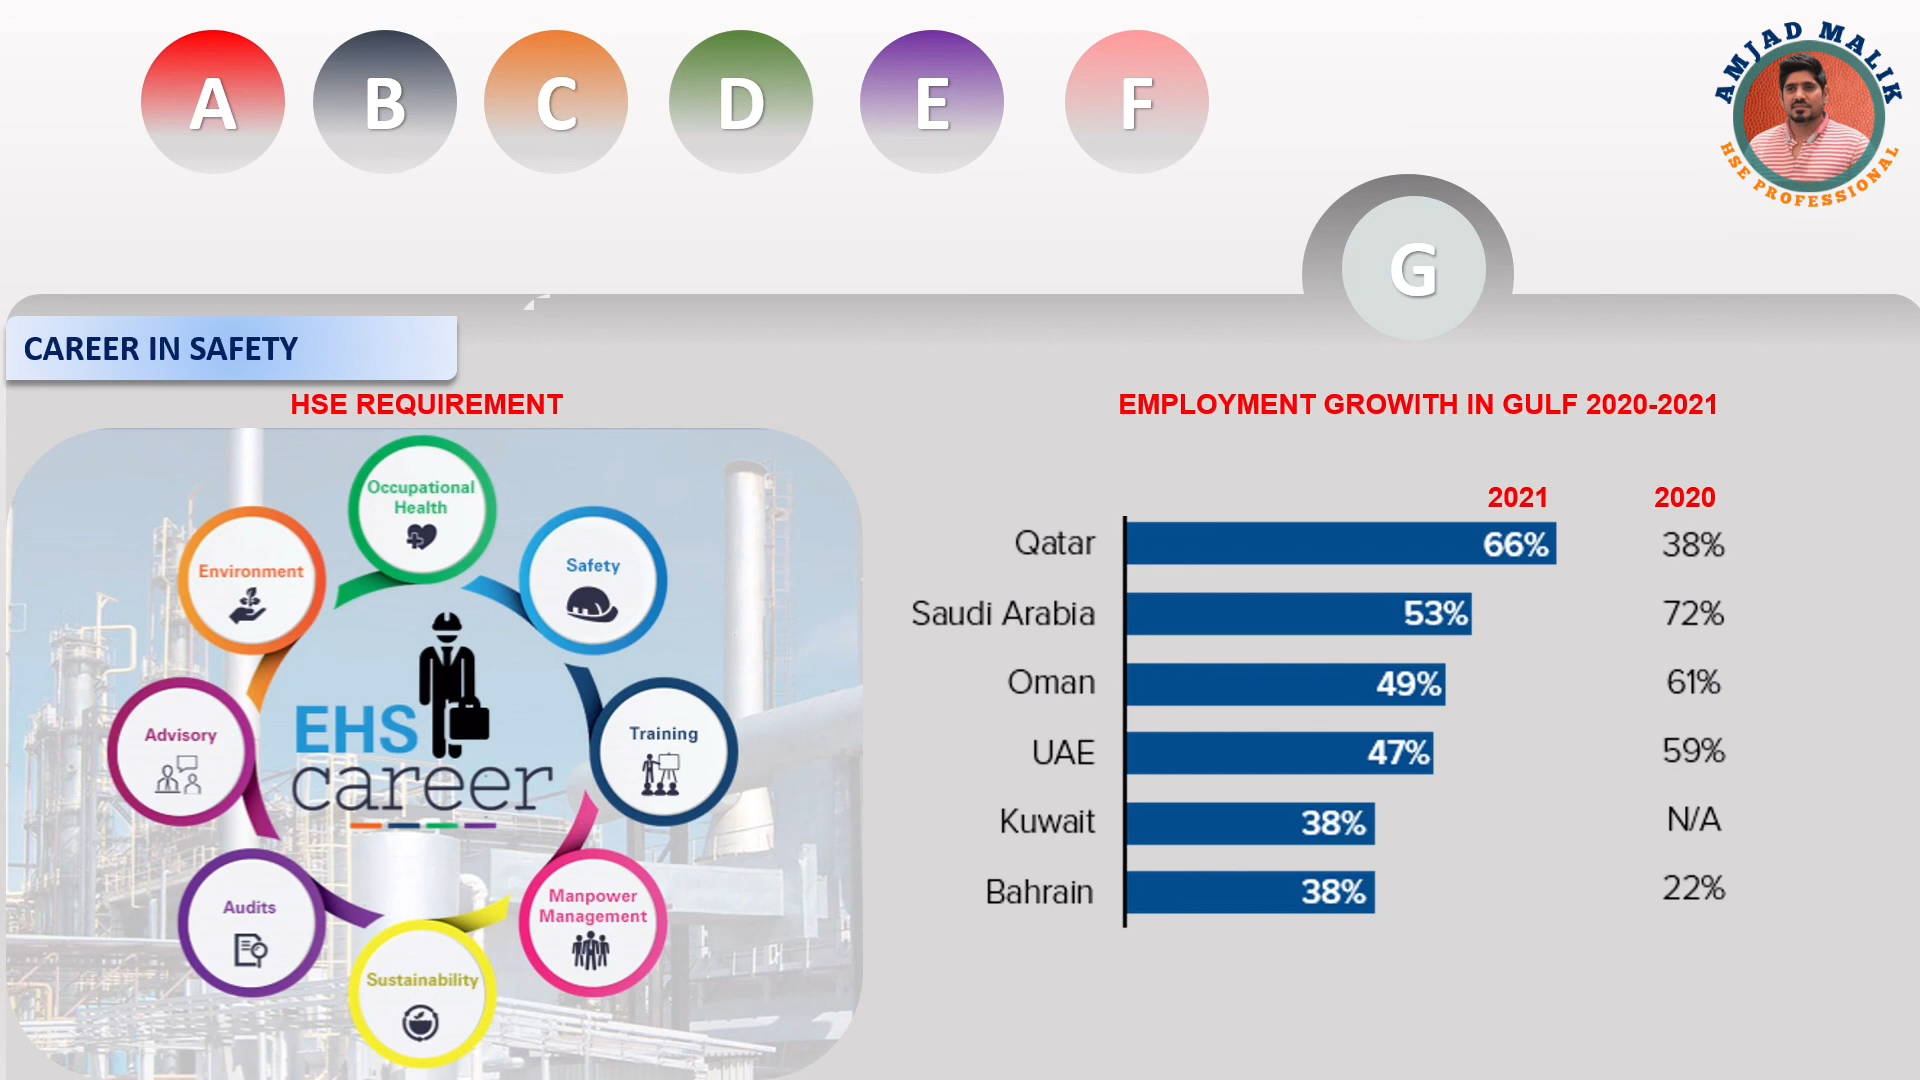 A
B
C
D
E
F
AMJAD MALIK
HSE PROFESSIONAL
G
CAREER IN SAFETY
HSE REQUIREMENT
Occupational
Health
Safety
Environment
Training
Advisory
EHS
career
Manpower
Management
Audits
Sustainability
EMPLOYMENT GROWITH IN GULF 2020-2021
2021 2020
Qatar 66% 38%
Saudi Arabia 53% 72%
Oman 49% 61%
UAE 47% 59%
Kuwait 38% N/A
Bahrain 38% 22%